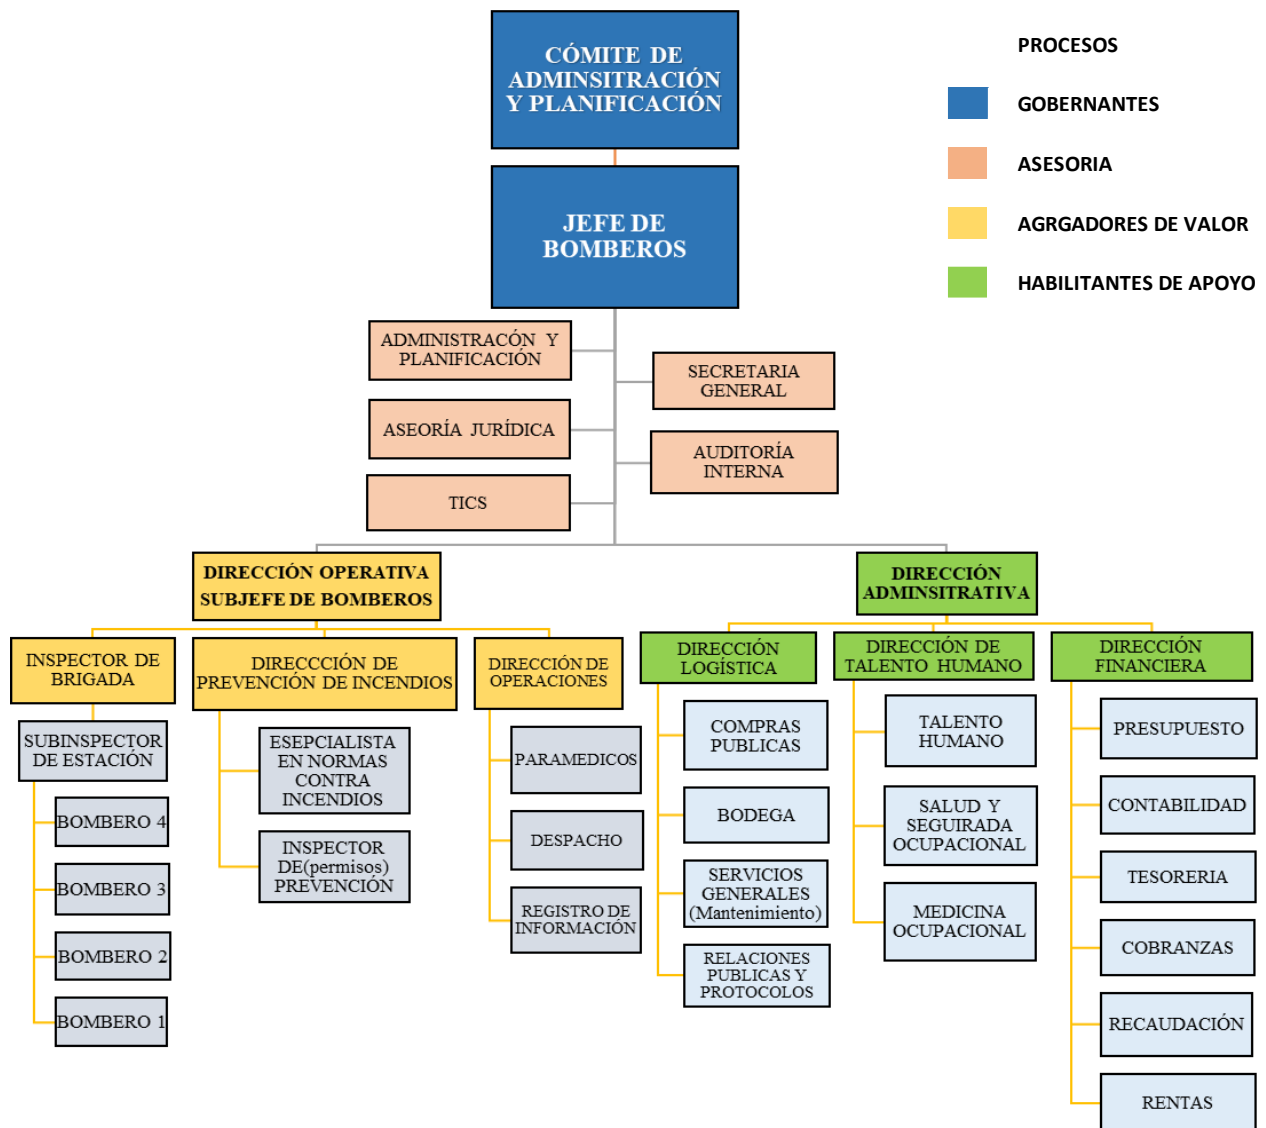 CÓMITE DE
ADMINSITRACIÓN
Y PLANIFICACIÓN
PROCESOS
GOBERNANTES
ASESORIA
AGRGADORES DE VALOR
HABILITANTES DE APOYO
JEFE DE
BOMBEROS
ADMINISTRACÓN Y
PLANIFICACIÓN
SECRETARIA
GENERAL
ASEORÍA JURÍDICA
AUDITORÍA
INTERNA
TICS
DIRECCIÓN OPERATIVA
SUBJEFE DE BOMBEROS
DIRECCIÓN
ADMINSITRATIVA
INSPECTOR DE
BRIGADA
SUBINSPECTOR
DE ESTACIÓN
BOMBERO 4
BOMBERO 3
BOMBERO 2
BOMBERO 1
DIRECCCIÓN DE
PREVENCIÓN DE INCENDIOS
ESEPCIALISTA
EN NORMAS
CONTRA
INCENDIOS
INSPECTOR
DE(permisos)
PREVENCIÓN
DIRECCIÓN DE
OPERACIONES
PARAMEDICOS
DESPACHO
REGISTRO DE
INFORMACIÓN
DIRECCIÓN
LOGÍSTICA
COMPRAS
PUBLICAS
BODEGA
SERVICIOS
GENERALES
(Mantenimiento)
RELACIONES
PUBLICAS Y
PROTOCOLOS
DIRECCIÓN DE
TALENTO HUMANO
TALENTO
HUMANO
SALUD Y
SEGUIRADA
OCUPACIONAL
MEDICINA
OCUPACIONAL
DIRECCIÓN
FINANCIERA
PRESUPUESTO
CONTABILIDAD
TESORERIA
COBRANZAS
RECAUDACIÓN
RENTAS